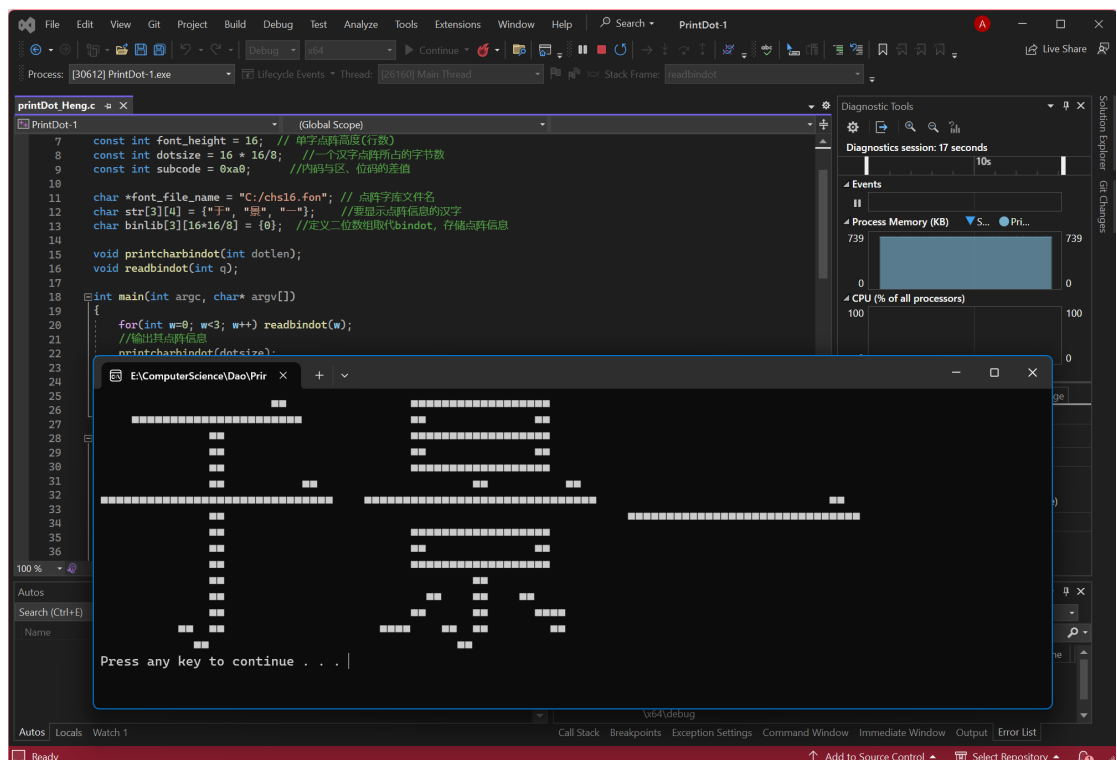 File Edit View Git Project Build Debug Test Analyze Tools Extensions Window Help Search PrintDot-1 A
Debug x64 Continue Live Share
Process: [30612] PrintDot-1.exe Lifecycle Events Thread: [26160] Main Thread Stack Frame: readbindot
printDot_Heng.c
PrintDot-1 (Global Scope)
7 const int font_height = 16; // 单字点阵高度(行数)
8 const int dotsize = 16 * 16/8; //一个汉字点阵所占的字节数
9 const int subcode = 0xa0; //内码与区、位码的差值
10
11 char *font_file_name = "C:/chs16.fon"; // 点阵字库文件名
12 char str[3][4] = {"于", "景", "一"}; //要显示点阵信息的汉字
13 char binlib[3][16*16/8] = {0}; //定义二位数组取代bindot, 存储点阵信息
14
15 void printcharbindot(int dotlen);
16 void readbindot(int q);
17
18 int main(int argc, char* argv[])
19 {
20 for(int w=0; w<3; w++) readbindot(w);
21 //输出其点阵信息
22 printcharbindot(dotsize);
23
24
25
26
27
28
29
30
31
32
33
34
35
36
100 %
Diagnostic Tools
Diagnostics session: 17 seconds
10s
Events
Process Memory (KB) S... Pri...
739 739
0 0
CPU (% of all processors)
100 100
0
Solution Explorer
Git Changes
E:\ComputerScience\Dao\Prir
于景一
Press any key to continue . . .
Autos
Search (Ctrl+E)
Name
\x64\debug
Autos Locals Watch 1
Call Stack Breakpoints Exception Settings Command Window Immediate Window Output Error List
Ready Add to Source Control Select Repository